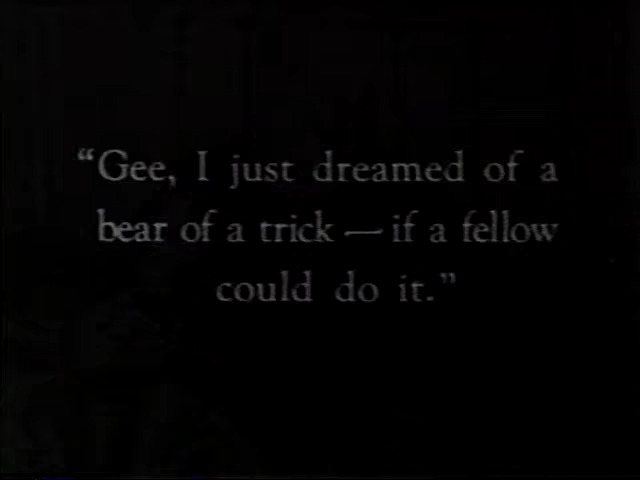 “Gee, I just dreamed of a
bear of a trick — if a fellow
could do it.”